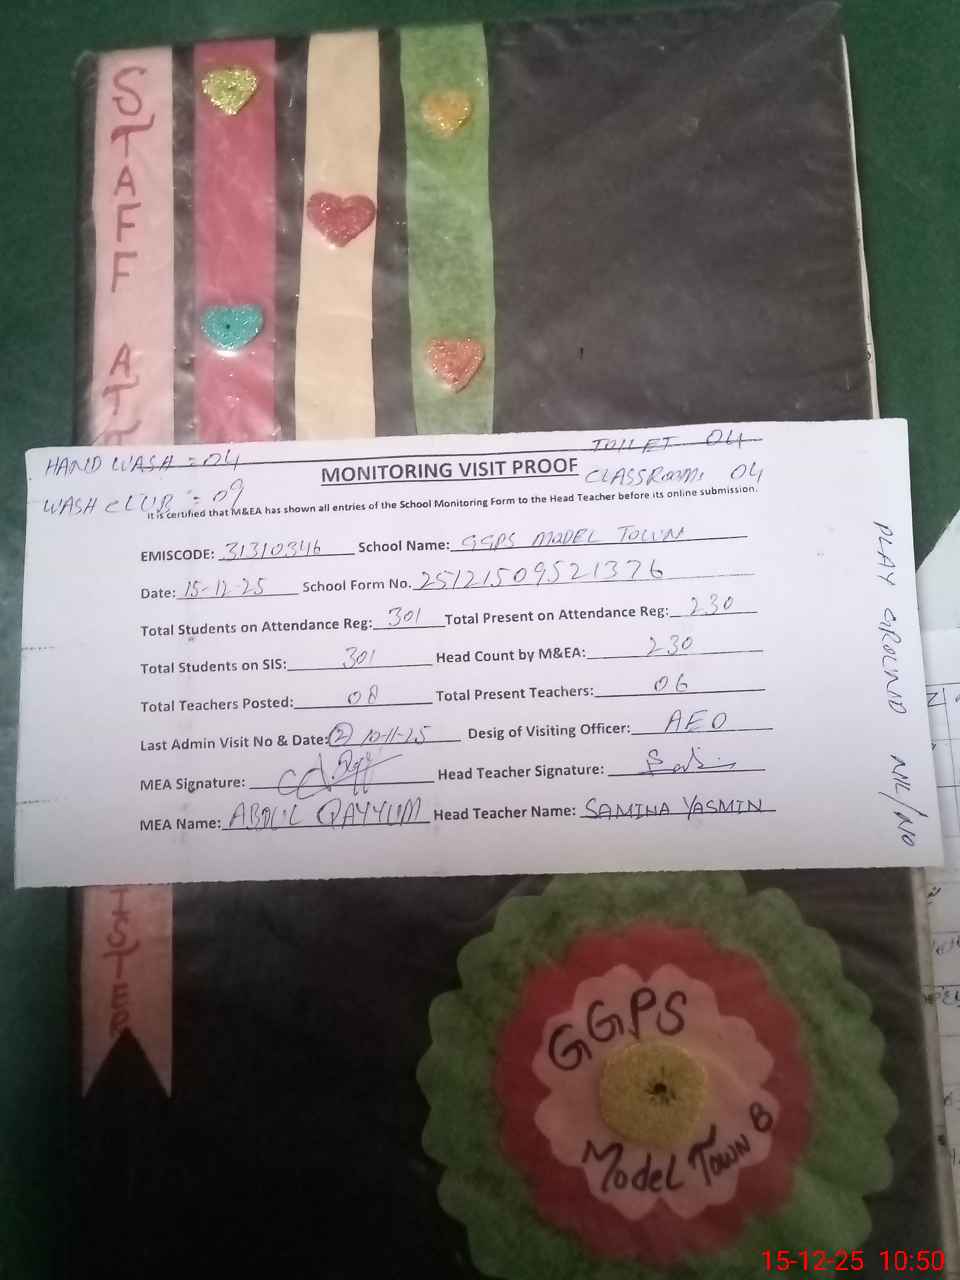 STAFF ATT
HAND WASH = 04
TOILET 04
MONITORING VISIT PROOF
CLASSROOMs 04
WASH CLUB = 09
It is certified that M&EA has shown all entries of the School Monitoring Form to the Head Teacher before its online submission.
EMISCODE: 31310346 School Name: GGPS MODEL TOWN
Date: 15-12-25 School Form No. 25121509521376
Total Students on Attendance Reg: 301 Total Present on Attendance Reg: 230
Total Students on SIS: 301 Head Count by M&EA: 230
Total Teachers Posted: 08 Total Present Teachers: 06
Last Admin Visit No & Date: (2) 10-11-25 Desig of Visiting Officer: AEO
MEA Signature: Head Teacher Signature:
MEA Name: ABDUL QAYYUM Head Teacher Name: SAMINA YASMIN
PLAY GROUND NIL/NO
ISTER
GGPS
Model Town B
15-12-25 10:50